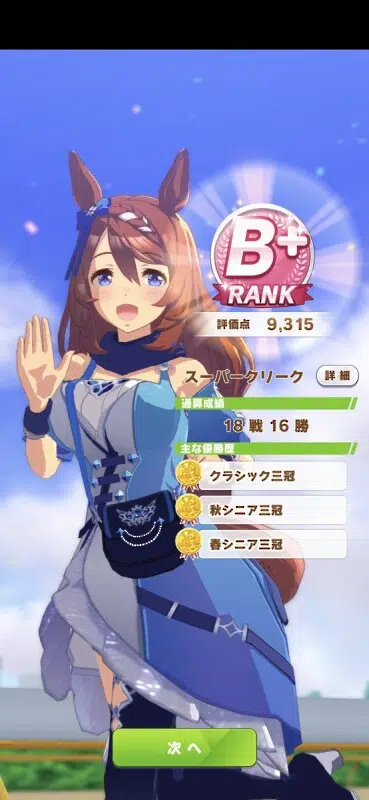 B+
RANK
評価点 9,315
スーパークリーク 詳細
通算成績
18 戦 16 勝
主な優勝歴
クラシック三冠
秋シニア三冠
春シニア三冠
次へ